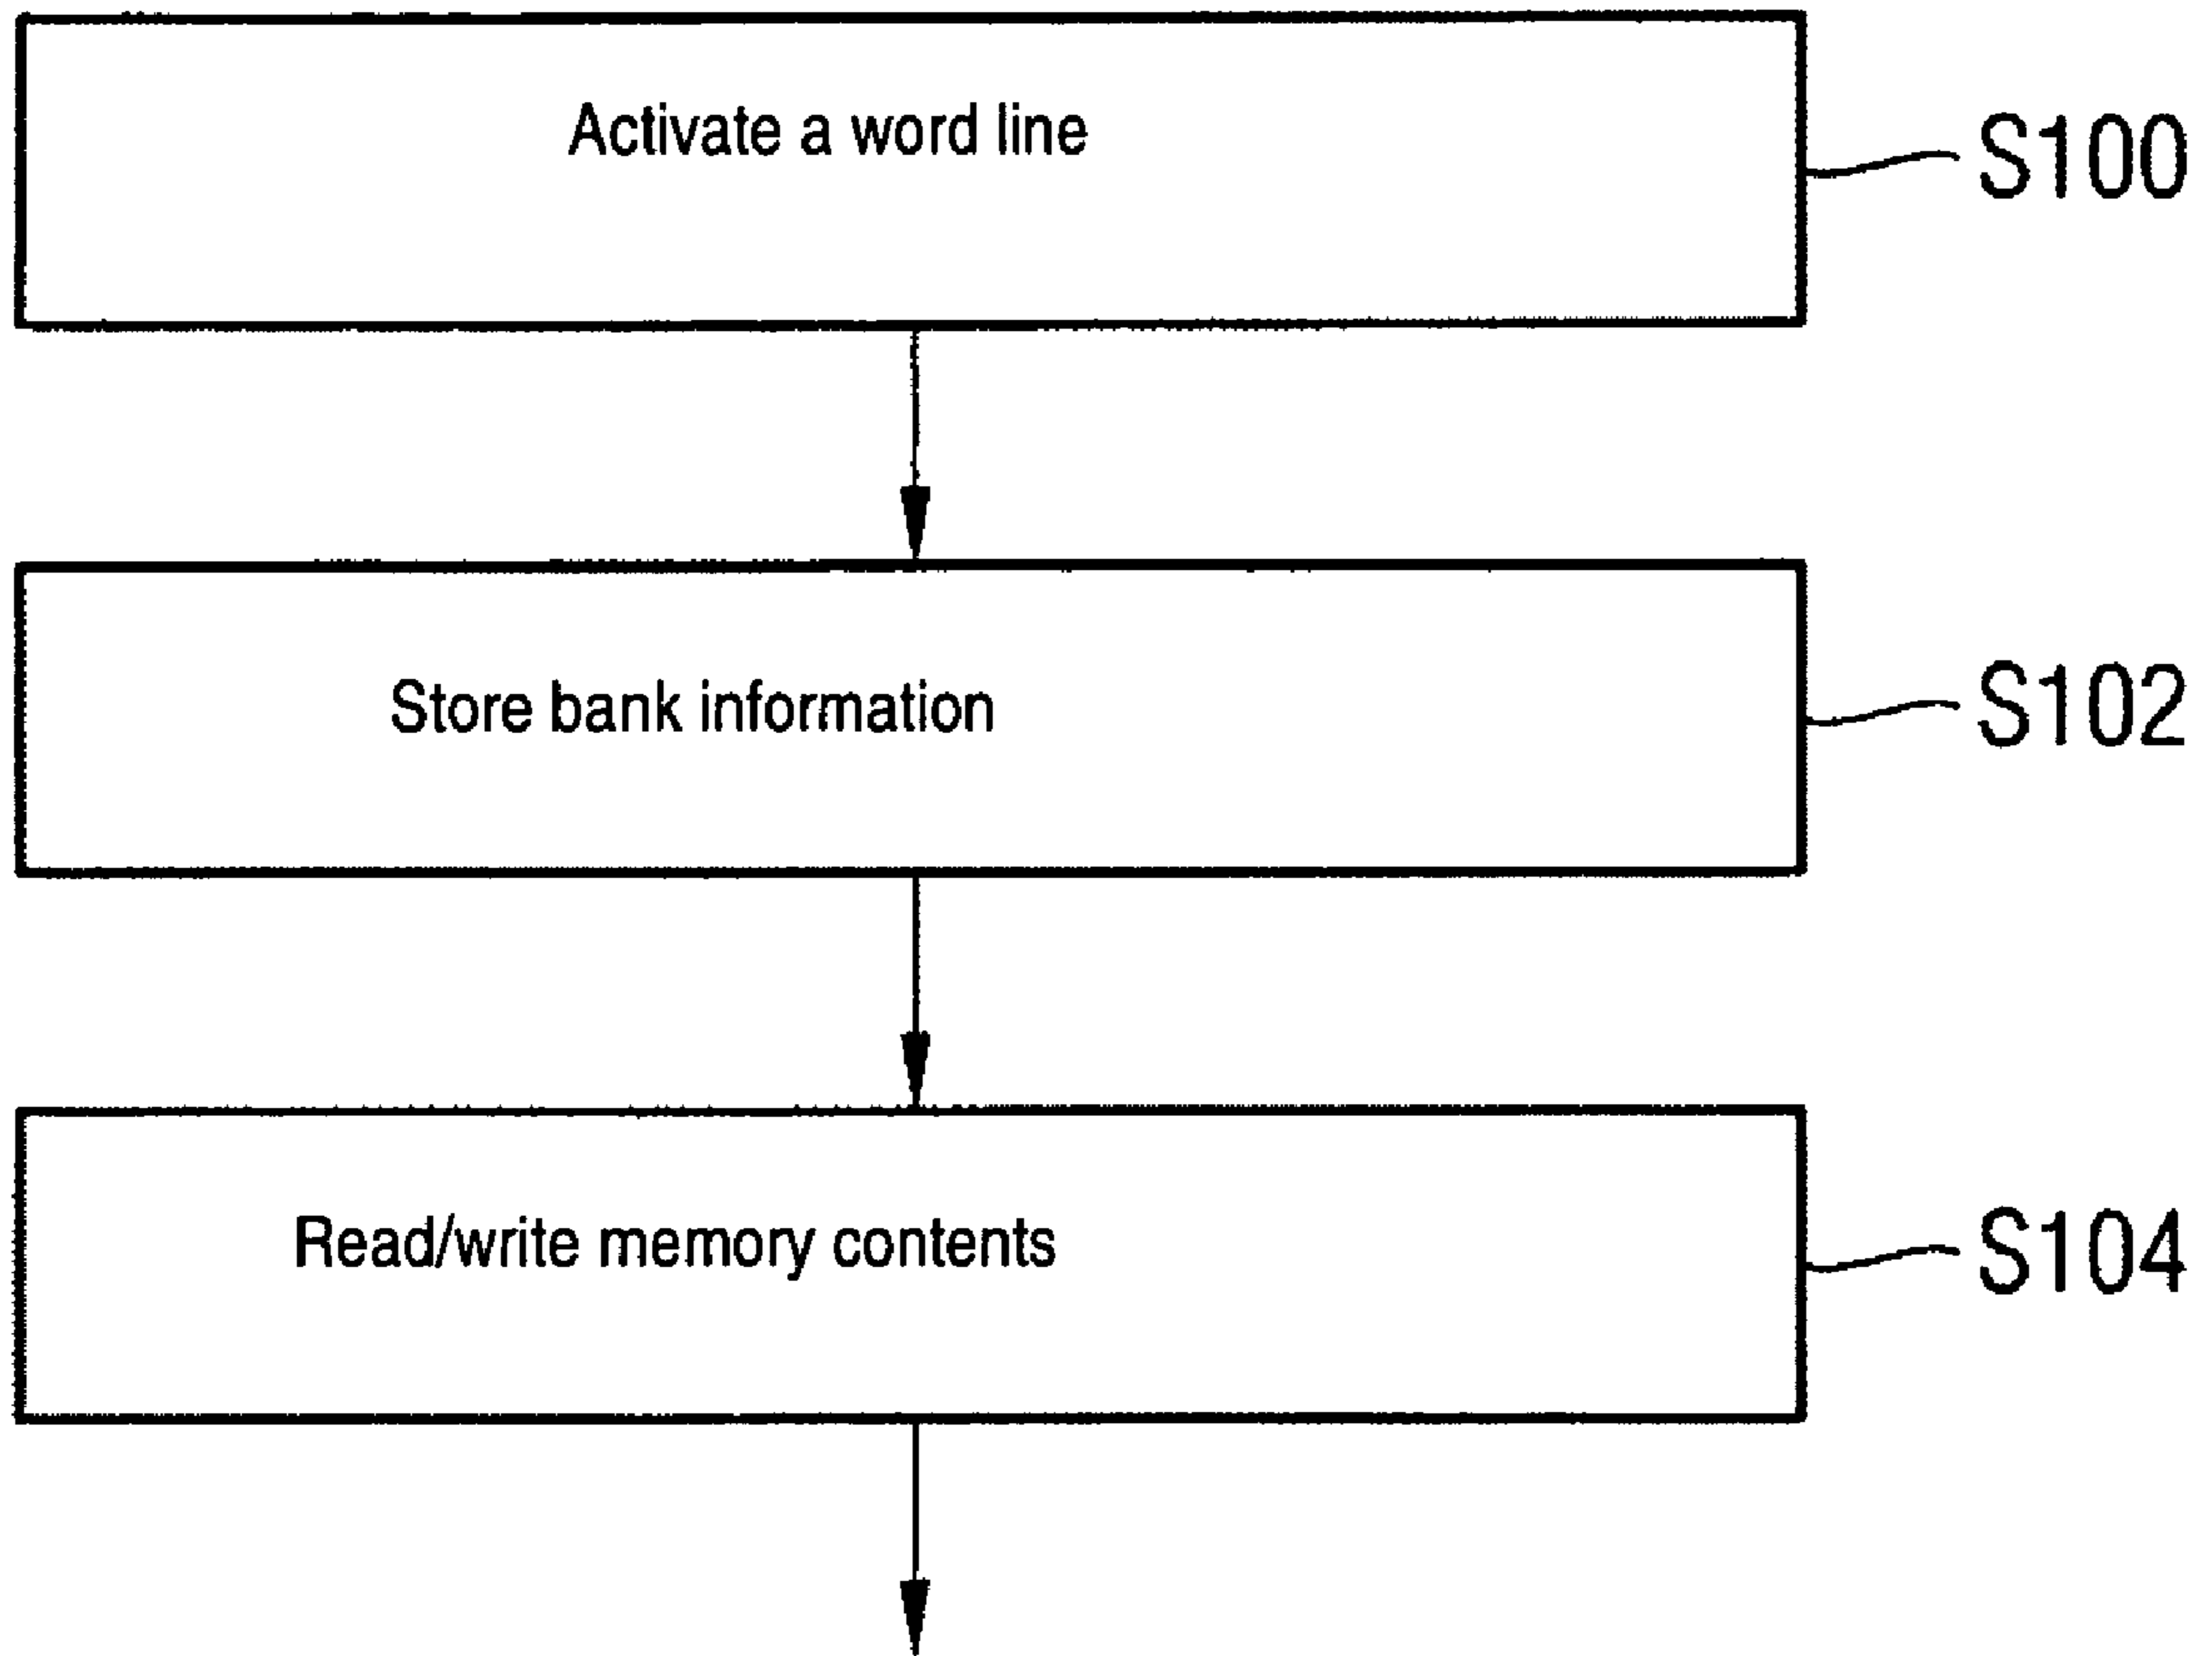 Activate a word line
S100
Store bank information
S102
Read/write memory contents
S104